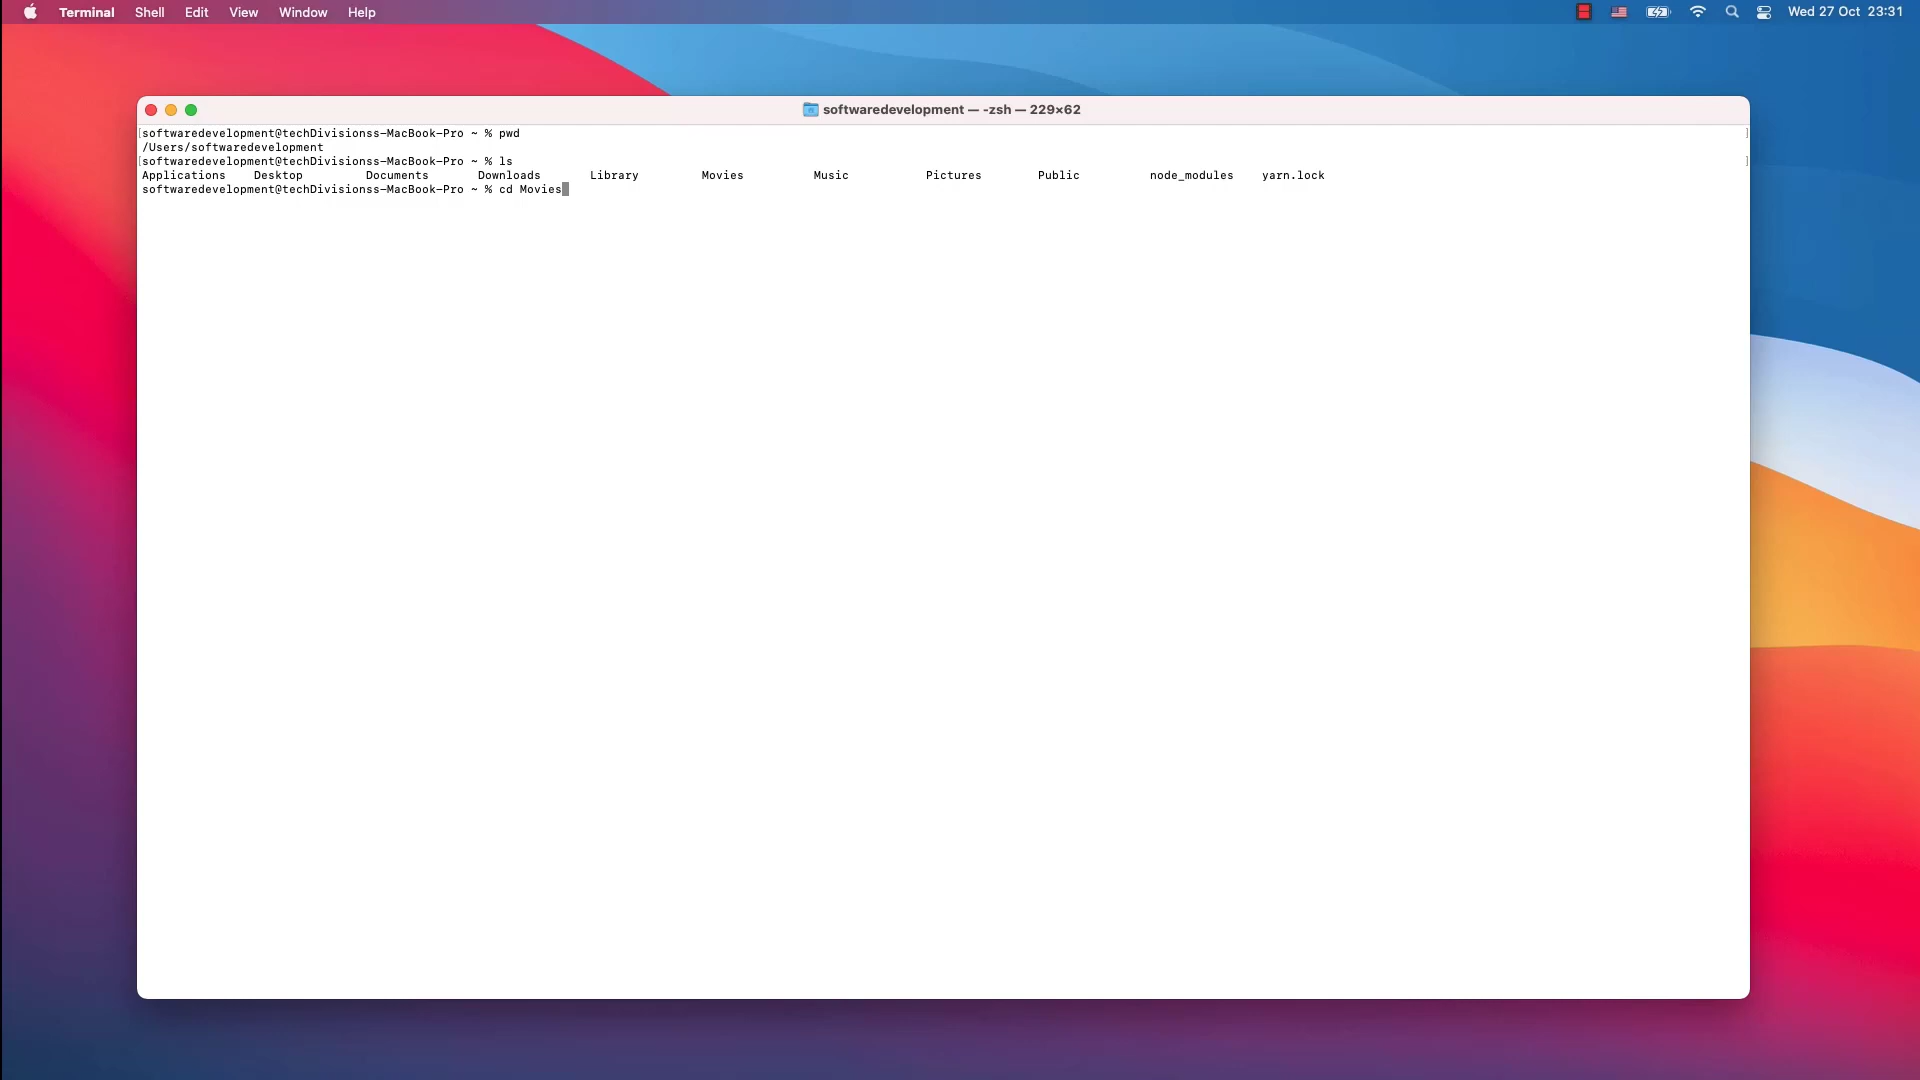 Terminal Shell Edit View Window Help Wed 27 Oct 23:31
softwaredevelopment — -zsh — 229×62
[softwaredevelopment@techDivisionss-MacBook-Pro ~ % pwd ]
/Users/softwaredevelopment
[softwaredevelopment@techDivisionss-MacBook-Pro ~ % ls ]
Applications Desktop Documents Downloads Library Movies Music Pictures Public node_modules yarn.lock
softwaredevelopment@techDivisionss-MacBook-Pro ~ % cd Movies